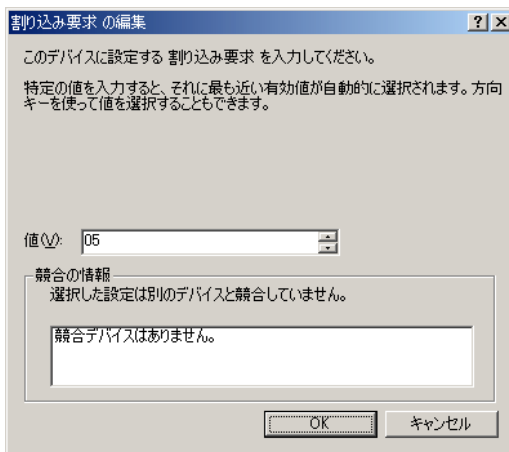 割り込み要求 の編集
このデバイスに設定する 割り込み要求 を入力してください。
特定の値を入力すると、それに最も近い有効値が自動的に選択されます。方向
キーを使って値を選択することもできます。
値(V): 05
競合の情報
選択した設定は別のデバイスと競合していません。
競合デバイスはありません。
OK キャンセル